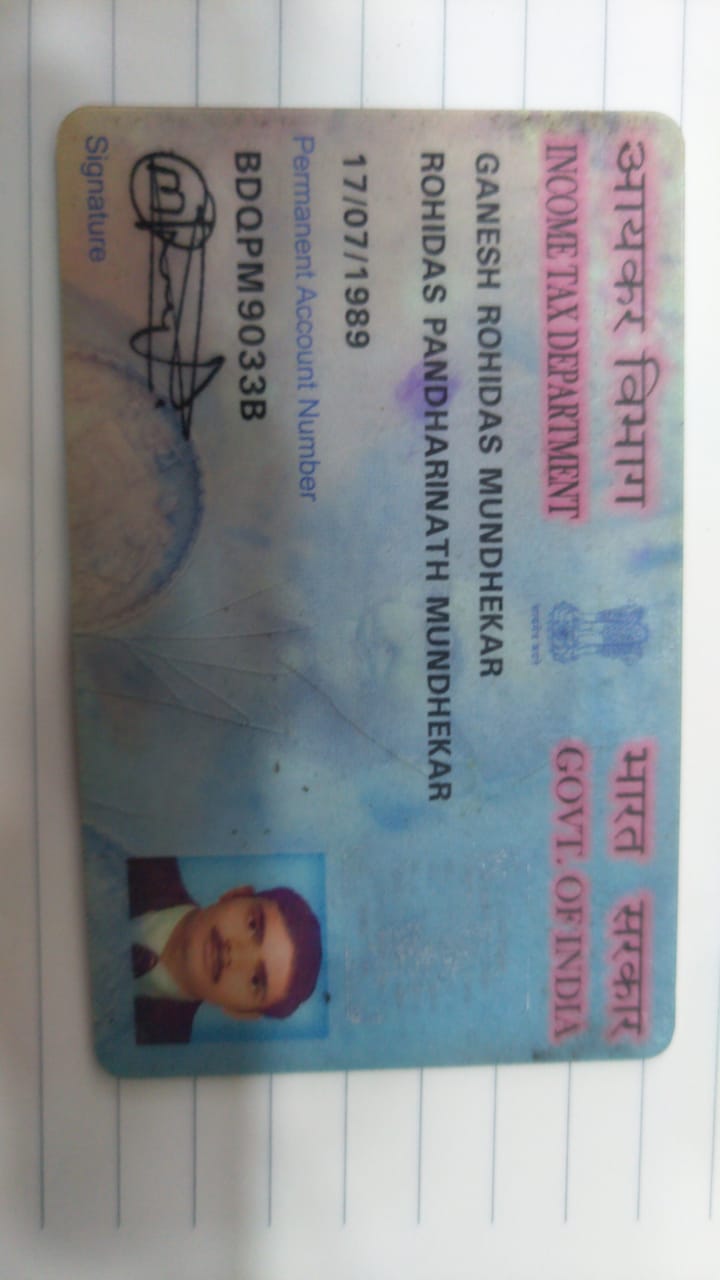 आयकर विभाग
INCOME TAX DEPARTMENT
भारत सरकार
GOVT. OF INDIA
GANESH ROHIDAS MUNDHEKAR
ROHIDAS PANDHARINATH MUNDHEKAR
17/07/1989
Permanent Account Number
BDQPM9033B
Signature